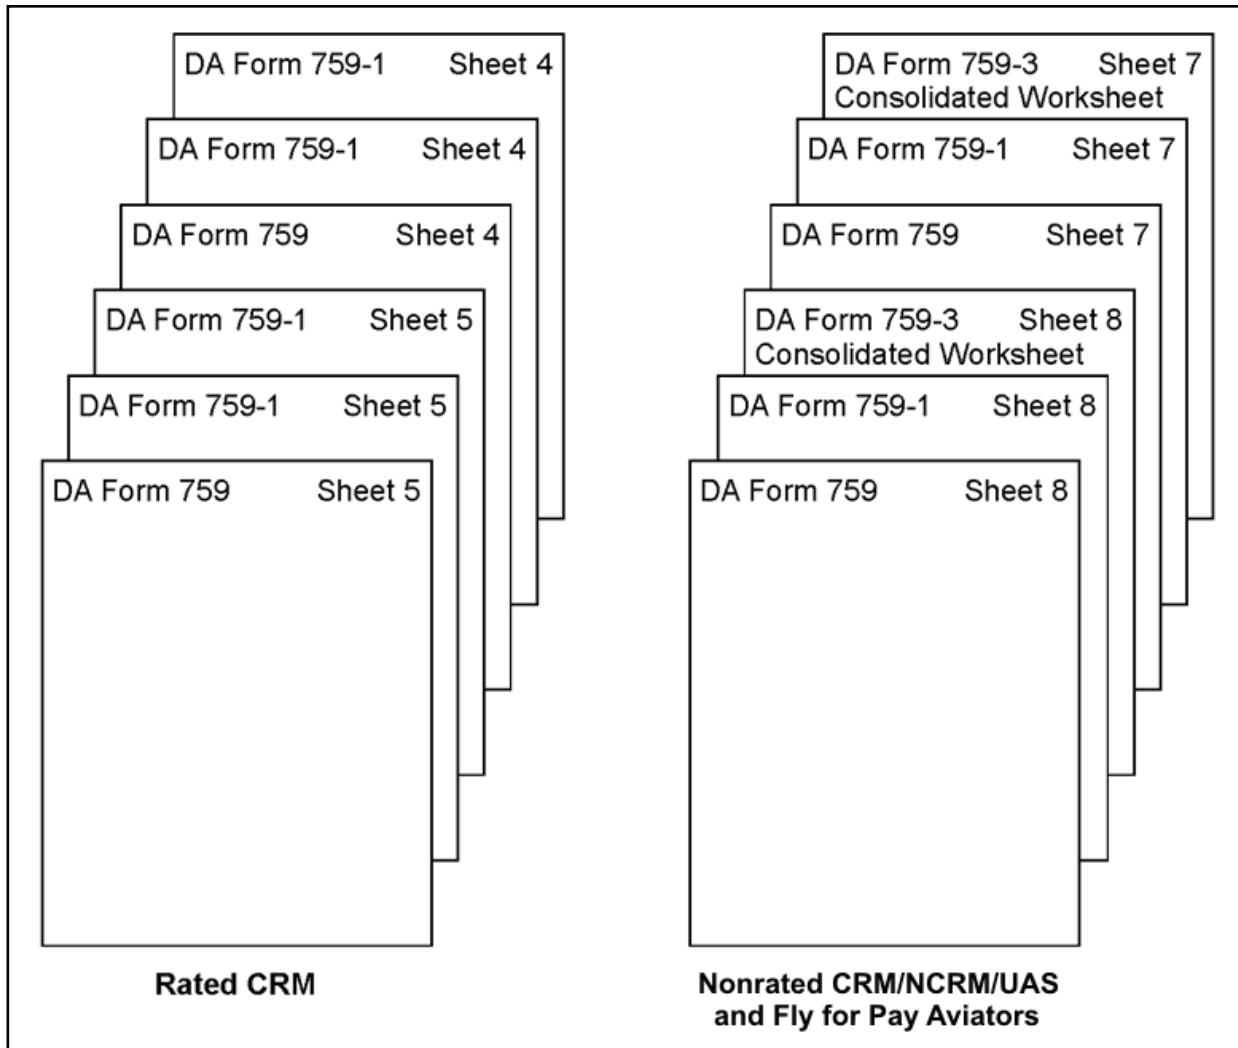 DA Form 759-1 Sheet 4
DA Form 759-1 Sheet 4
DA Form 759 Sheet 4
DA Form 759-1 Sheet 5
DA Form 759-1 Sheet 5
DA Form 759 Sheet 5
Rated CRM
DA Form 759-3 Sheet 7
Consolidated Worksheet
DA Form 759-1 Sheet 7
DA Form 759 Sheet 7
DA Form 759-3 Sheet 8
Consolidated Worksheet
DA Form 759-1 Sheet 8
DA Form 759 Sheet 8
Nonrated CRM/NCRM/UAS
and Fly for Pay Aviators